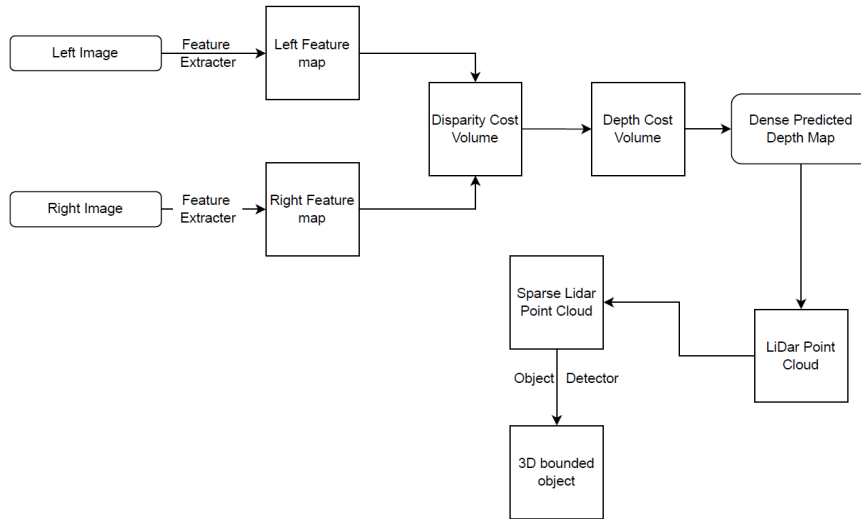 Left Image
Feature
Extracter
Left Feature
map
Disparity Cost
Volume
Depth Cost
Volume
Dense Predicted
Depth Map
Right Image
Feature
Extracter
Right Feature
map
Sparse Lidar
Point Cloud
LiDar Point
Cloud
Object Detector
3D bounded
object